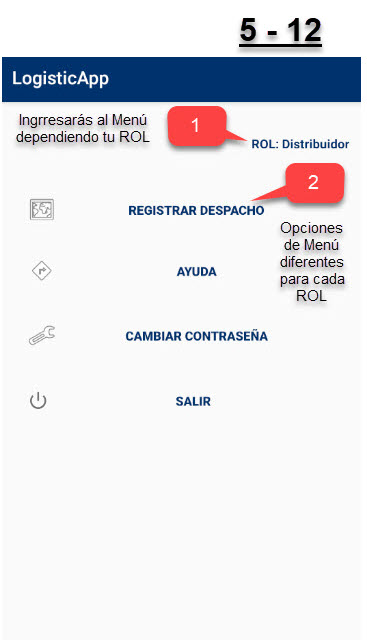 5 - 12
LogisticApp
Ingrresarás al Menú
dependiendo tu ROL
1
ROL: Distribuidor
2
REGISTRAR DESPACHO
Opciones
de Menú
diferentes
para cada
ROL
AYUDA
CAMBIAR CONTRASEÑA
SALIR